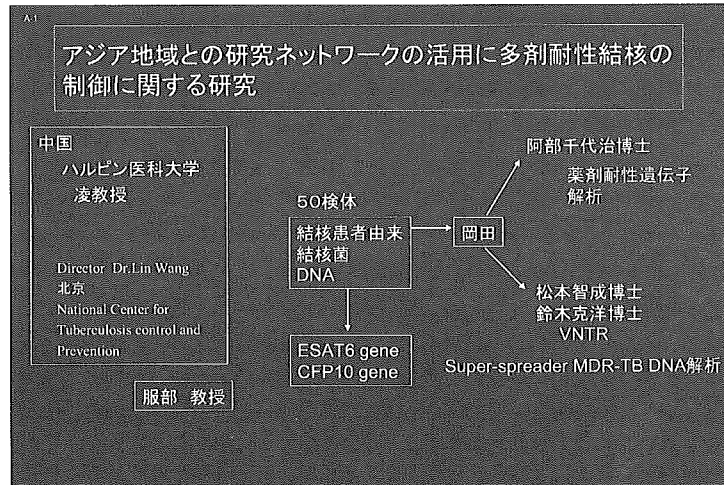 A-1
アジア地域との研究ネットワークの活用に多剤耐性結核の
制御に関する研究
中国
ハルピン医科大学
凌教授
Director Dr.Lin Wang
北京
National Center for
Tuberculosis control and
Prevention
服部 教授
50検体
結核患者由来
結核菌
DNA
ESAT6 gene
CFP10 gene
岡田
阿部千代治博士
薬剤耐性遺伝子
解析
松本智成博士
鈴木克洋博士
VNTR
Super-spreader MDR-TB DNA解析